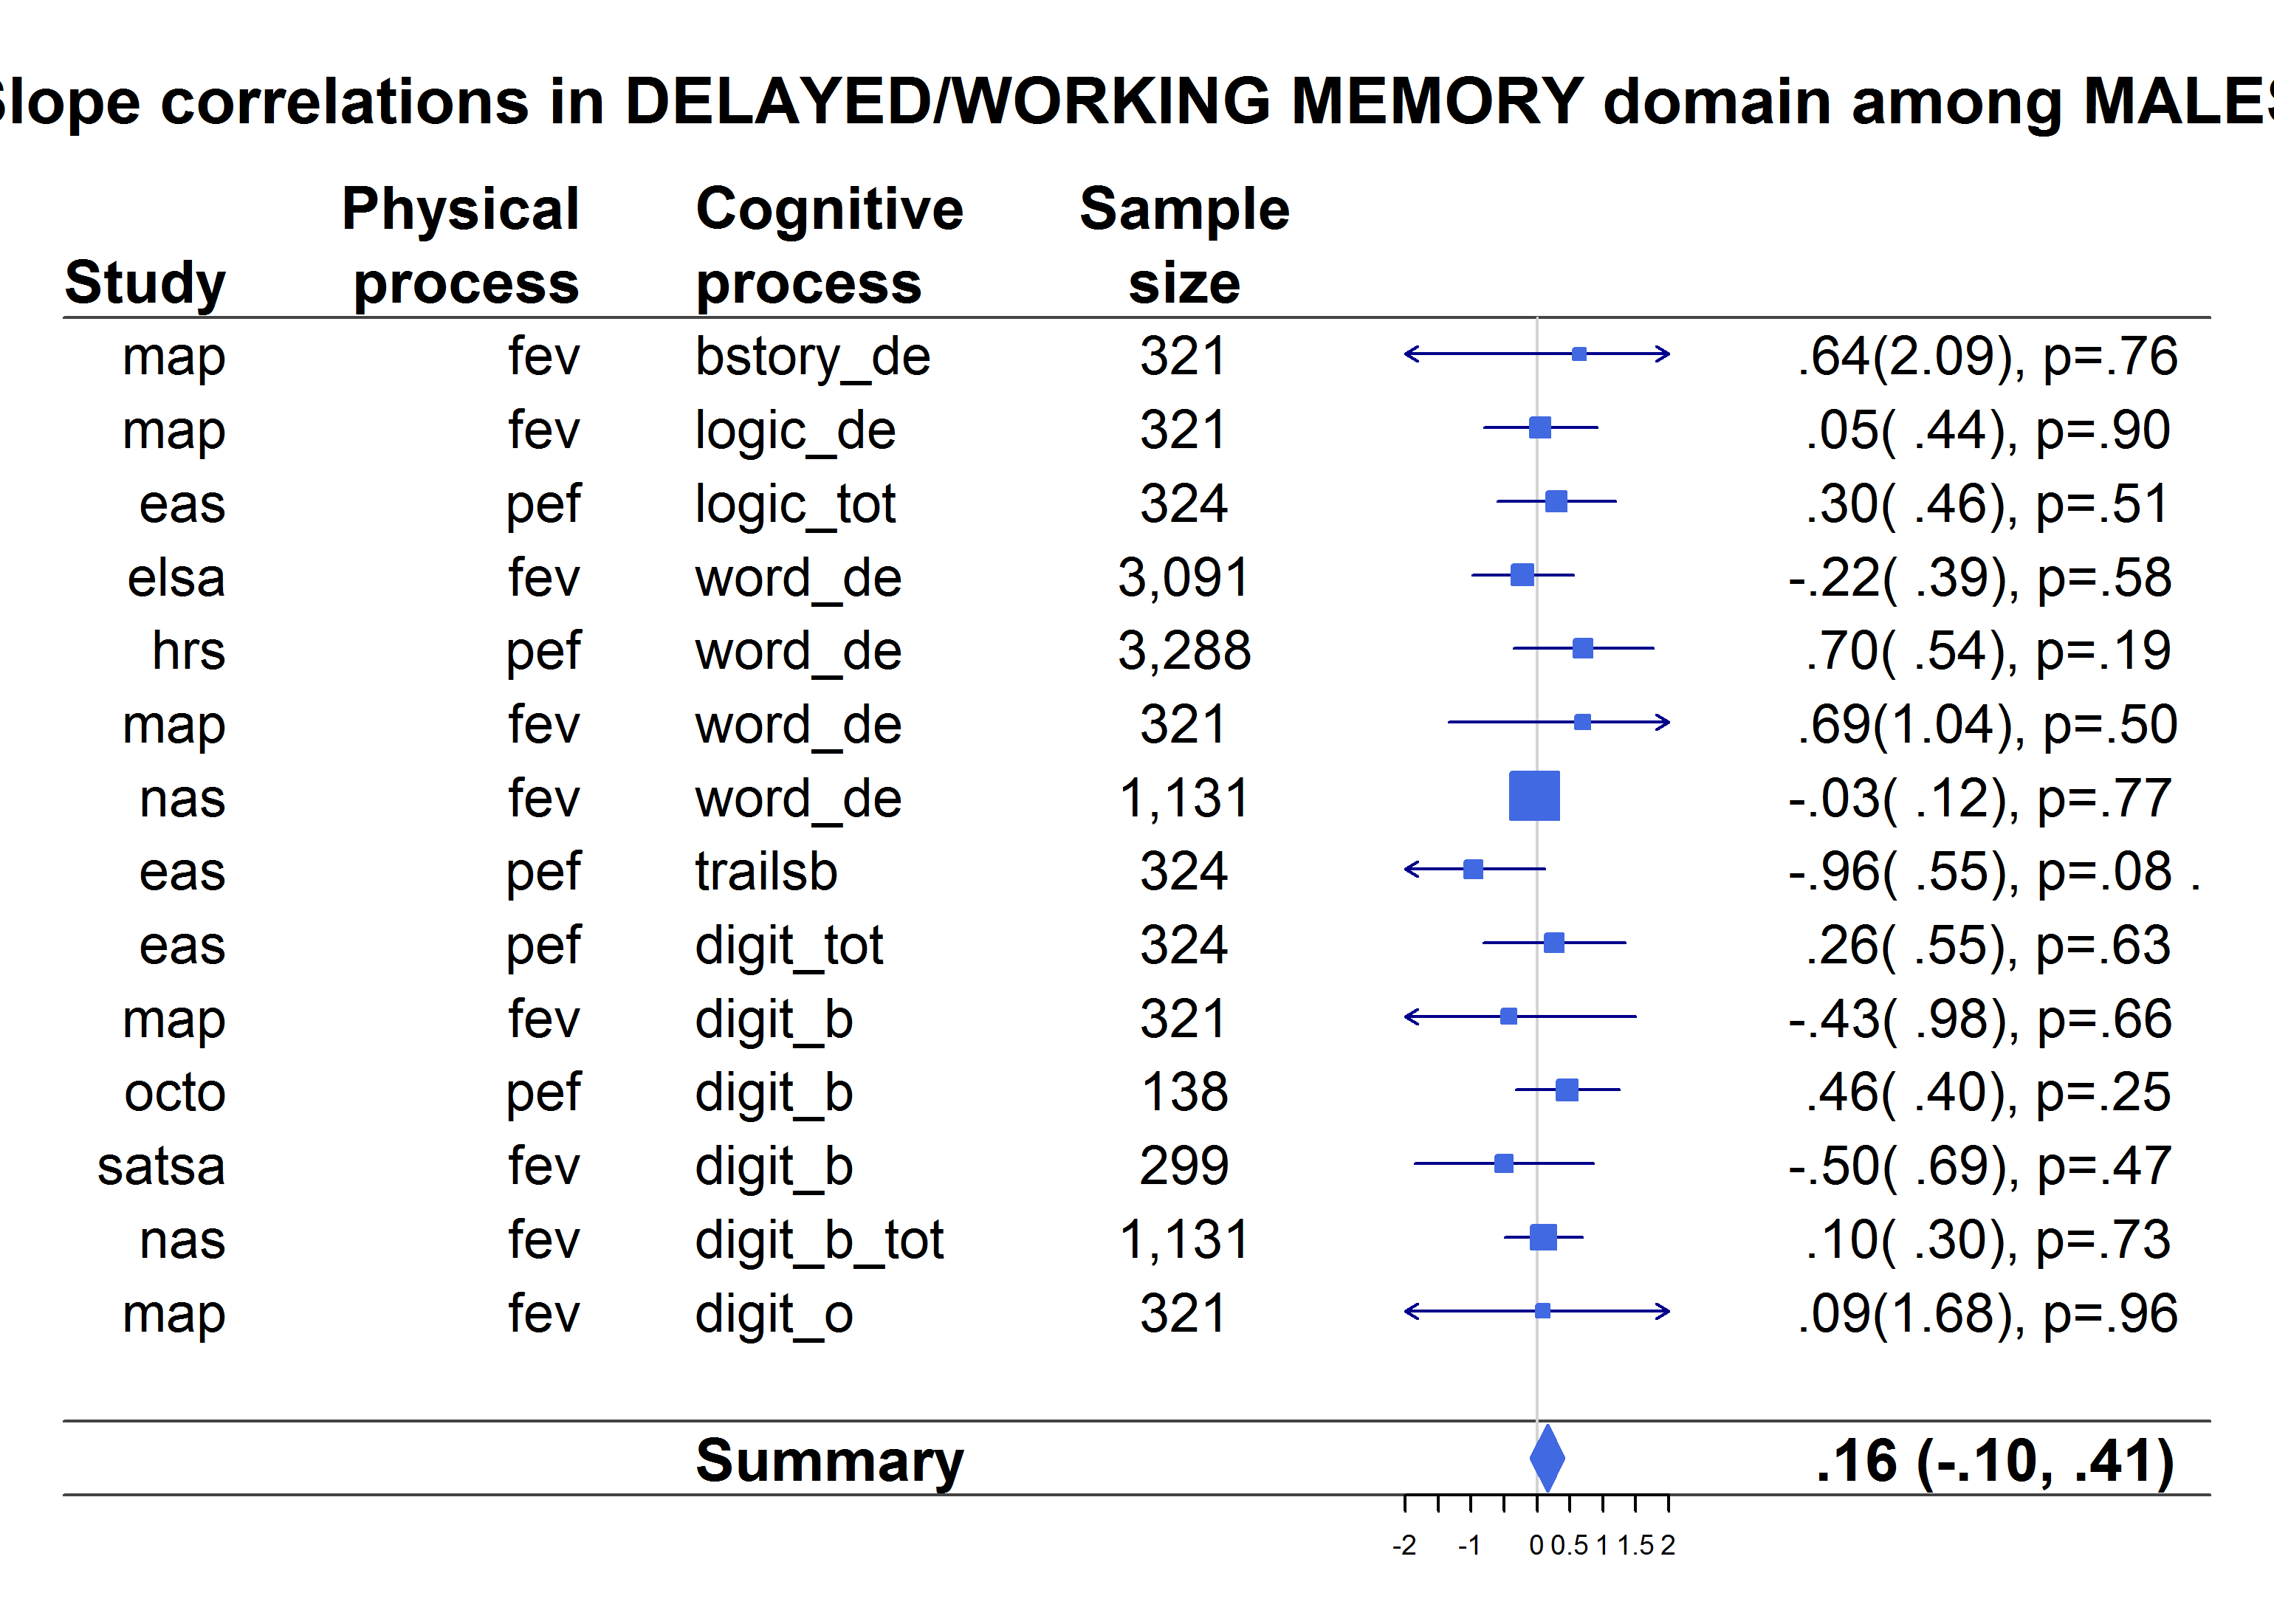 Slope correlations in DELAYED/WORKING MEMORY domain among MALES
Physical Cognitive Sample
Study process process size
map fev bstory_de 321 .64(2.09), p=.76
map fev logic_de 321 .05( .44), p=.90
eas pef logic_tot 324 .30( .46), p=.51
elsa fev word_de 3,091 -.22( .39), p=.58
hrs pef word_de 3,288 .70( .54), p=.19
map fev word_de 321 .69(1.04), p=.50
nas fev word_de 1,131 -.03( .12), p=.77
eas pef trailsb 324 -.96( .55), p=.08 .
eas pef digit_tot 324 .26( .55), p=.63
map fev digit_b 321 -.43( .98), p=.66
octo pef digit_b 138 .46( .40), p=.25
satsa fev digit_b 299 -.50( .69), p=.47
nas fev digit_b_tot 1,131 .10( .30), p=.73
map fev digit_o 321 .09(1.68), p=.96
Summary .16 (-.10, .41)
-2 -1 0 0.5 1 1.5 2